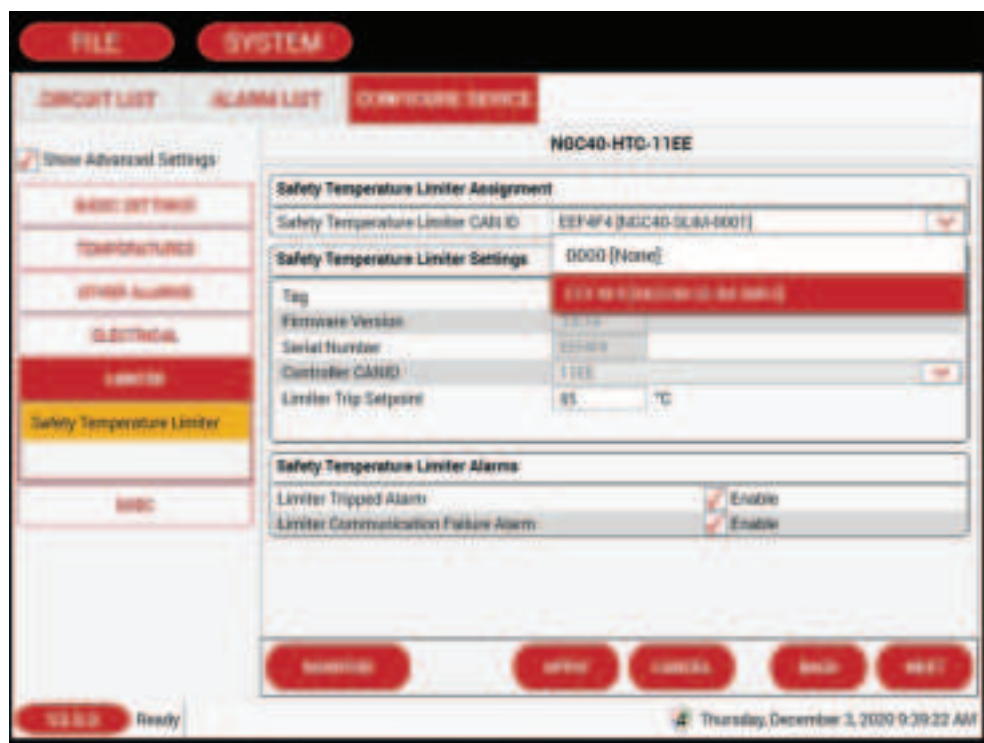 FILE
SYSTEM
CIRCUIT LIST
ALARM LIST
CONFIGURE DEVICE
NGC40-HTC-11EE
Show Advanced Settings
BASIC SETTINGS
TEMPERATURES
OTHER ALARMS
ELECTRICAL
LIMITER
Safety Temperature Limiter
MISC
Safety Temperature Limiter Assignment
Safety Temperature Limiter CAN ID
0000 [None]
Safety Temperature Limiter Settings
Tag
Firmware Version
Serial Number
Controller CANID
11EE
Limiter Trip Setpoint
85 °C
Safety Temperature Limiter Alarms
Limiter Tripped Alarm
Enable
Limiter Communication Failure Alarm
Enable
APPLY
CANCEL
BACK
NEXT
Ready
Thursday, December 3, 2020 9:39:22 AM